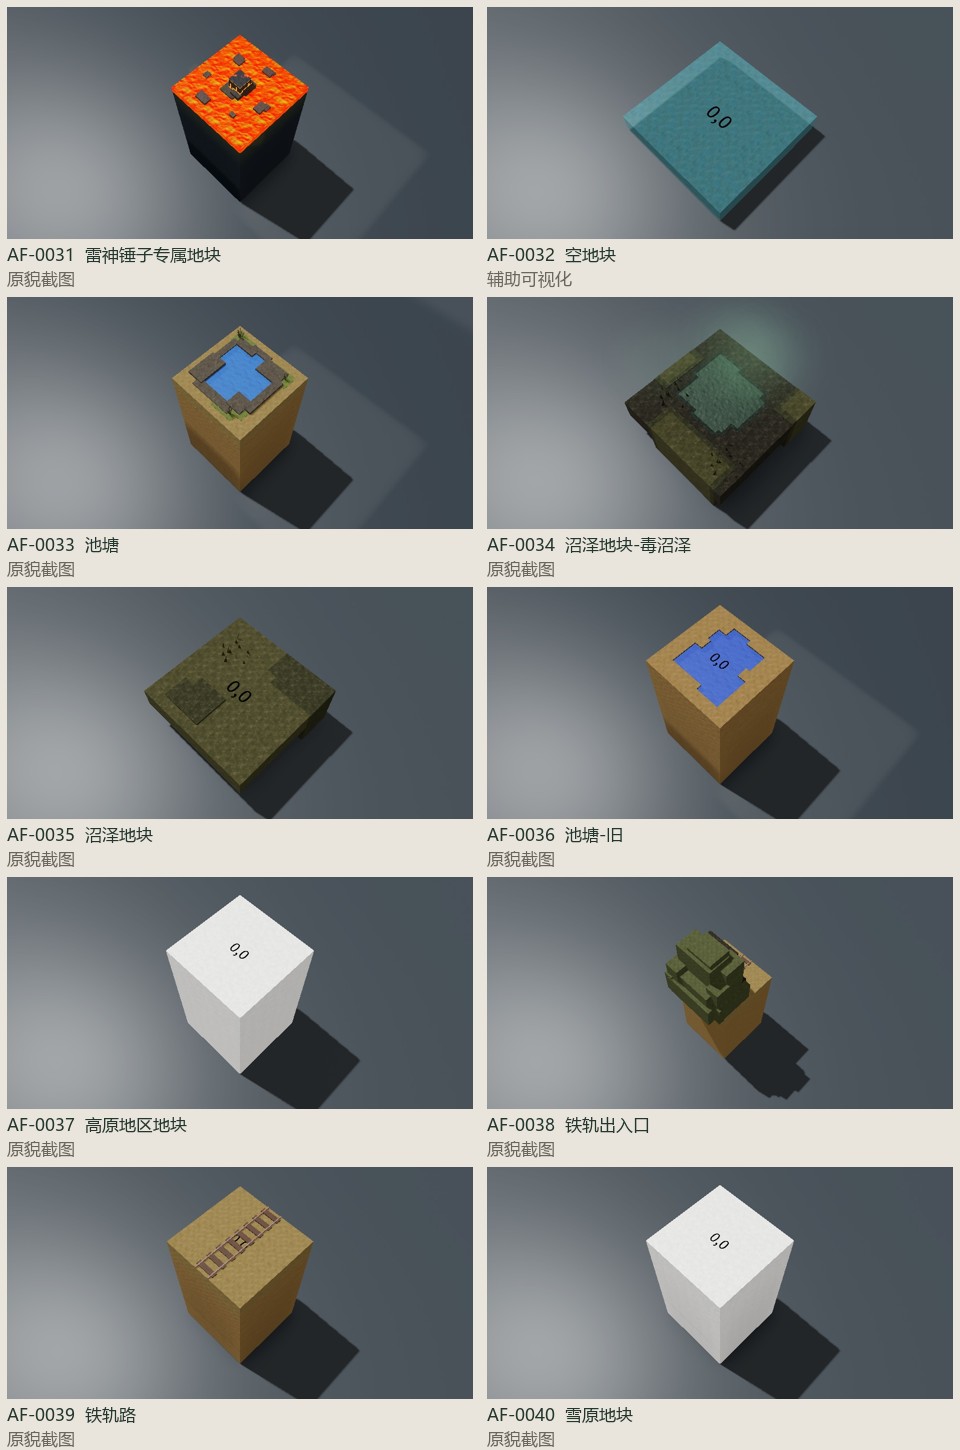 AF-0031 雷神锤子专属地块
原貌截图
0,0
AF-0032 空地块
辅助可视化
AF-0033 池塘
原貌截图
AF-0034 沼泽地块-毒沼泽
原貌截图
0,0
AF-0035 沼泽地块
原貌截图
0,0
AF-0036 池塘-旧
原貌截图
0,0
AF-0037 高原地区地块
原貌截图
AF-0038 铁轨出入口
原貌截图
AF-0039 铁轨路
原貌截图
0,0
AF-0040 雪原地块
原貌截图